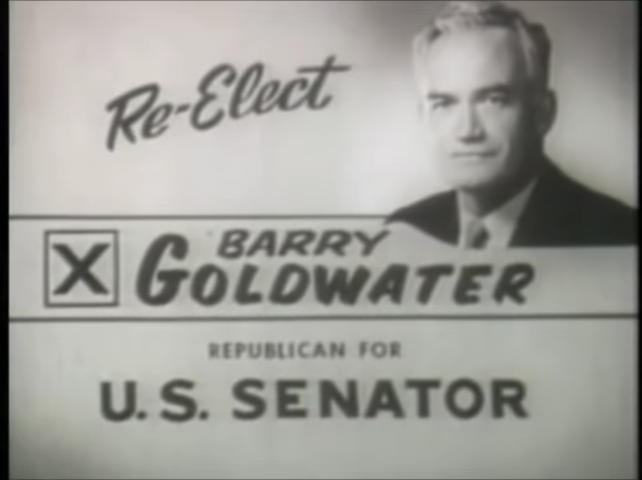 Re-Elect
X BARRY
GOLDWATER
REPUBLICAN FOR
U.S. SENATOR